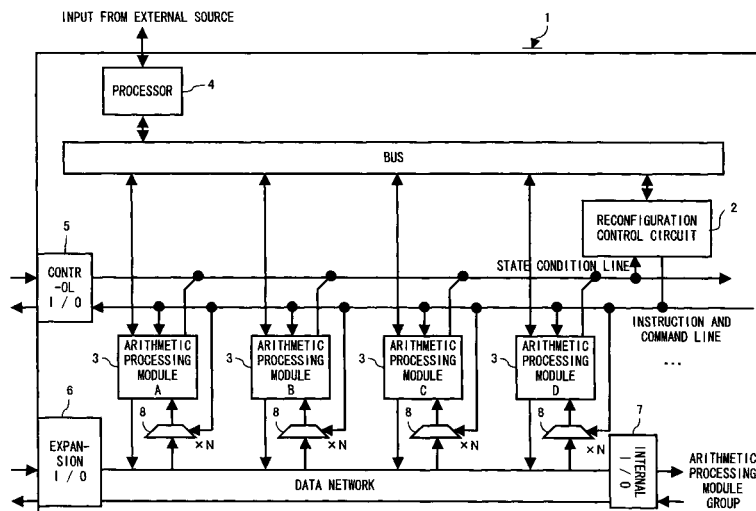 INPUT FROM EXTERNAL SOURCE
1
PROCESSOR
4
BUS
2
RECONFIGURATION
CONTROL CIRCUIT
5
CONTR
-OL
I / O
STATE CONDITION LINE
INSTRUCTION AND
COMMAND LINE
...
3
ARITHMETIC
PROCESSING
MODULE
A
3
ARITHMETIC
PROCESSING
MODULE
B
3
ARITHMETIC
PROCESSING
MODULE
C
3
ARITHMETIC
PROCESSING
MODULE
D
8
×N
8
×N
8
×N
8
×N
6
EXPAN-
SION
I / O
7
INTERNAL
I / O
DATA NETWORK
ARITHMETIC
PROCESSING
MODULE
GROUP